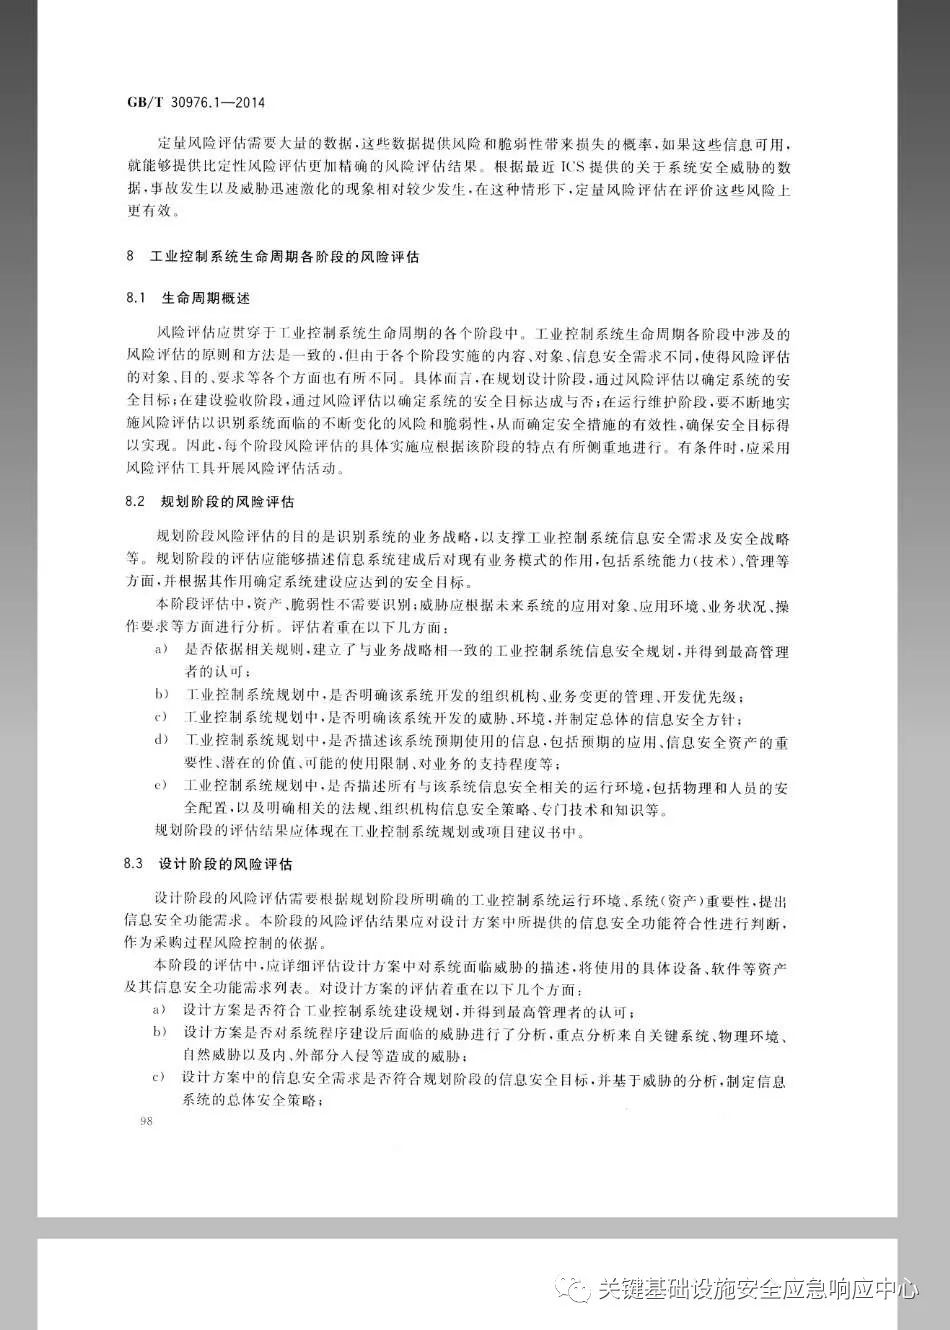 GB/T 30976.1—2014
定量风险评估需要大量的数据,这些数据提供风险和脆弱性带来损失的概率,如果这些信息可用,
就能够提供比定性风险评估更加精确的风险评估结果。根据最近 ICS 提供的关于系统安全威胁的数
据,事故发生以及威胁迅速激化的现象相对较少发生,在这种情形下,定量风险评估在评价这些风险上
更有效。
8 工业控制系统生命周期各阶段的风险评估
8.1 生命周期概述
风险评估应贯穿于工业控制系统生命周期的各个阶段中。工业控制系统生命周期各阶段中涉及的
风险评估的原则和方法是一致的,但由于各个阶段实施的内容、对象、信息安全需求不同,使得风险评估
的对象、目的、要求等各个方面也有所不同。具体而言,在规划设计阶段,通过风险评估以确定系统的安
全目标;在建设验收阶段,通过风险评估以确定系统的安全目标达成与否;在运行维护阶段,要不断地实
施风险评估以识别系统面临的不断变化的风险和脆弱性,从而确定安全措施的有效性,确保安全目标得
以实现。因此,每个阶段风险评估的具体实施应根据该阶段的特点有所侧重地进行。有条件时,应采用
风险评估工具开展风险评估活动。
8.2 规划阶段的风险评估
规划阶段风险评估的目的是识别系统的业务战略,以支撑工业控制系统信息安全需求及安全战略
等。规划阶段的评估应能够描述信息系统建成后对现有业务模式的作用,包括系统能力(技术)、管理等
方面,并根据其作用确定系统建设应达到的安全目标。
本阶段评估中,资产、脆弱性不需要识别;威胁应根据未来系统的应用对象、应用环境、业务状况、操
作要求等方面进行分析。评估着重在以下几方面:
a) 是否依据相关规则,建立了与业务战略相一致的工业控制系统信息安全规划,并得到最高管理
者的认可;
b) 工业控制系统规划中,是否明确该系统开发的组织机构、业务变更的管理、开发优先级;
c) 工业控制系统规划中,是否明确该系统开发的威胁、环境,并制定总体的信息安全方针;
d) 工业控制系统规划中,是否描述该系统预期使用的信息,包括预期的应用、信息安全资产的重
要性、潜在的价值、可能的使用限制、对业务的支持程度等;
e) 工业控制系统规划中,是否描述所有与该系统信息安全相关的运行环境,包括物理和人员的安
全配置,以及明确相关的法规、组织机构信息安全策略、专门技术和知识等。
规划阶段的评估结果应体现在工业控制系统规划或项目建议书中。
8.3 设计阶段的风险评估
设计阶段的风险评估需要根据规划阶段所明确的工业控制系统运行环境、系统(资产)重要性,提出
信息安全功能需求。本阶段的风险评估结果应对设计方案中所提供的信息安全功能符合性进行判断,
作为采购过程风险控制的依据。
本阶段的评估中,应详细评估设计方案中对系统面临威胁的描述,将使用的具体设备、软件等资产
及其信息安全功能需求列表。对设计方案的评估着重在以下几个方面:
a) 设计方案是否符合工业控制系统建设规划,并得到最高管理者的认可;
b) 设计方案是否对系统程序建设后面临的威胁进行了分析,重点分析来自关键系统、物理环境、
自然威胁以及内、外部分入侵等造成的威胁;
c) 设计方案中的信息安全需求是否符合规划阶段的信息安全目标,并基于威胁的分析,制定信息
系统的总体安全策略;
98
关键基础设施安全应急响应中心